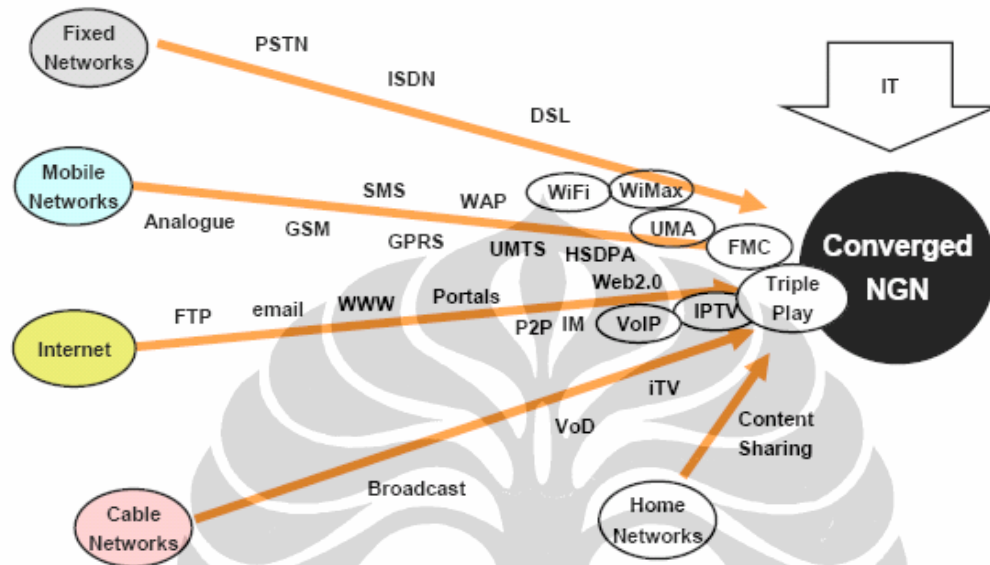 Fixed
Networks
PSTN
ISDN
DSL
IT
Mobile
Networks
Analogue
GSM
SMS
GPRS
WAP
UMTS
HSDPA
WiFi
WiMax
UMA
FMC
Converged
NGN
Triple
Play
Internet
FTP
email
WWW
Portals
P2P
IM
Web2.0
VoIP
IPTV
Cable
Networks
Broadcast
VoD
iTV
Home
Networks
Content
Sharing